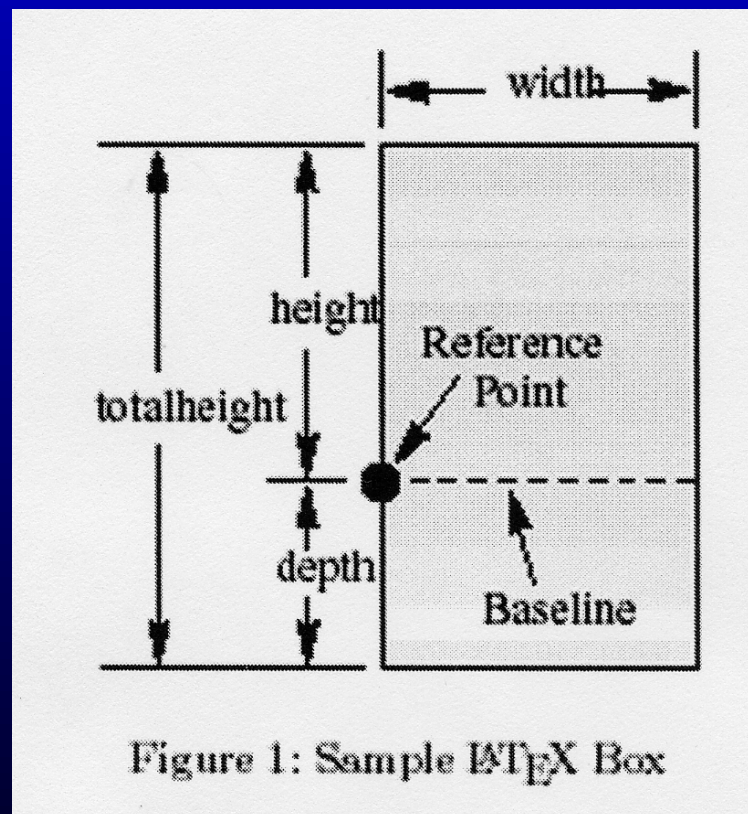 width
height
Reference
Point
totalheight
depth
Baseline
Figure 1: Sample LATEX Box